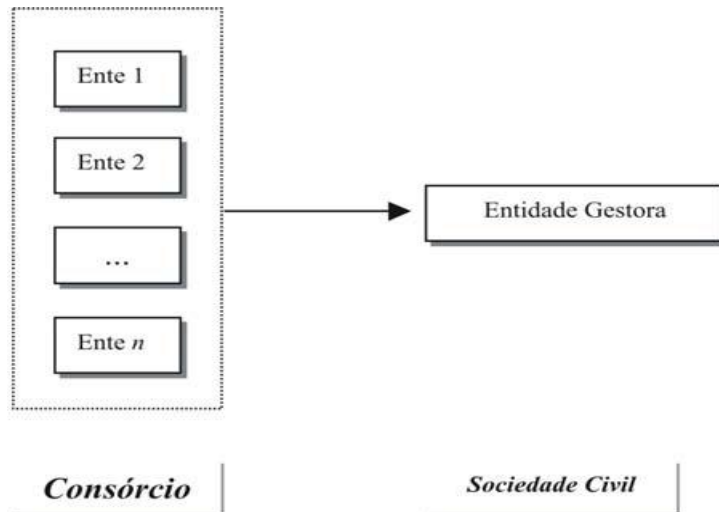 Ente 1
Ente 2
...
Ente n
Entidade Gestora
Consórcio
Sociedade Civil